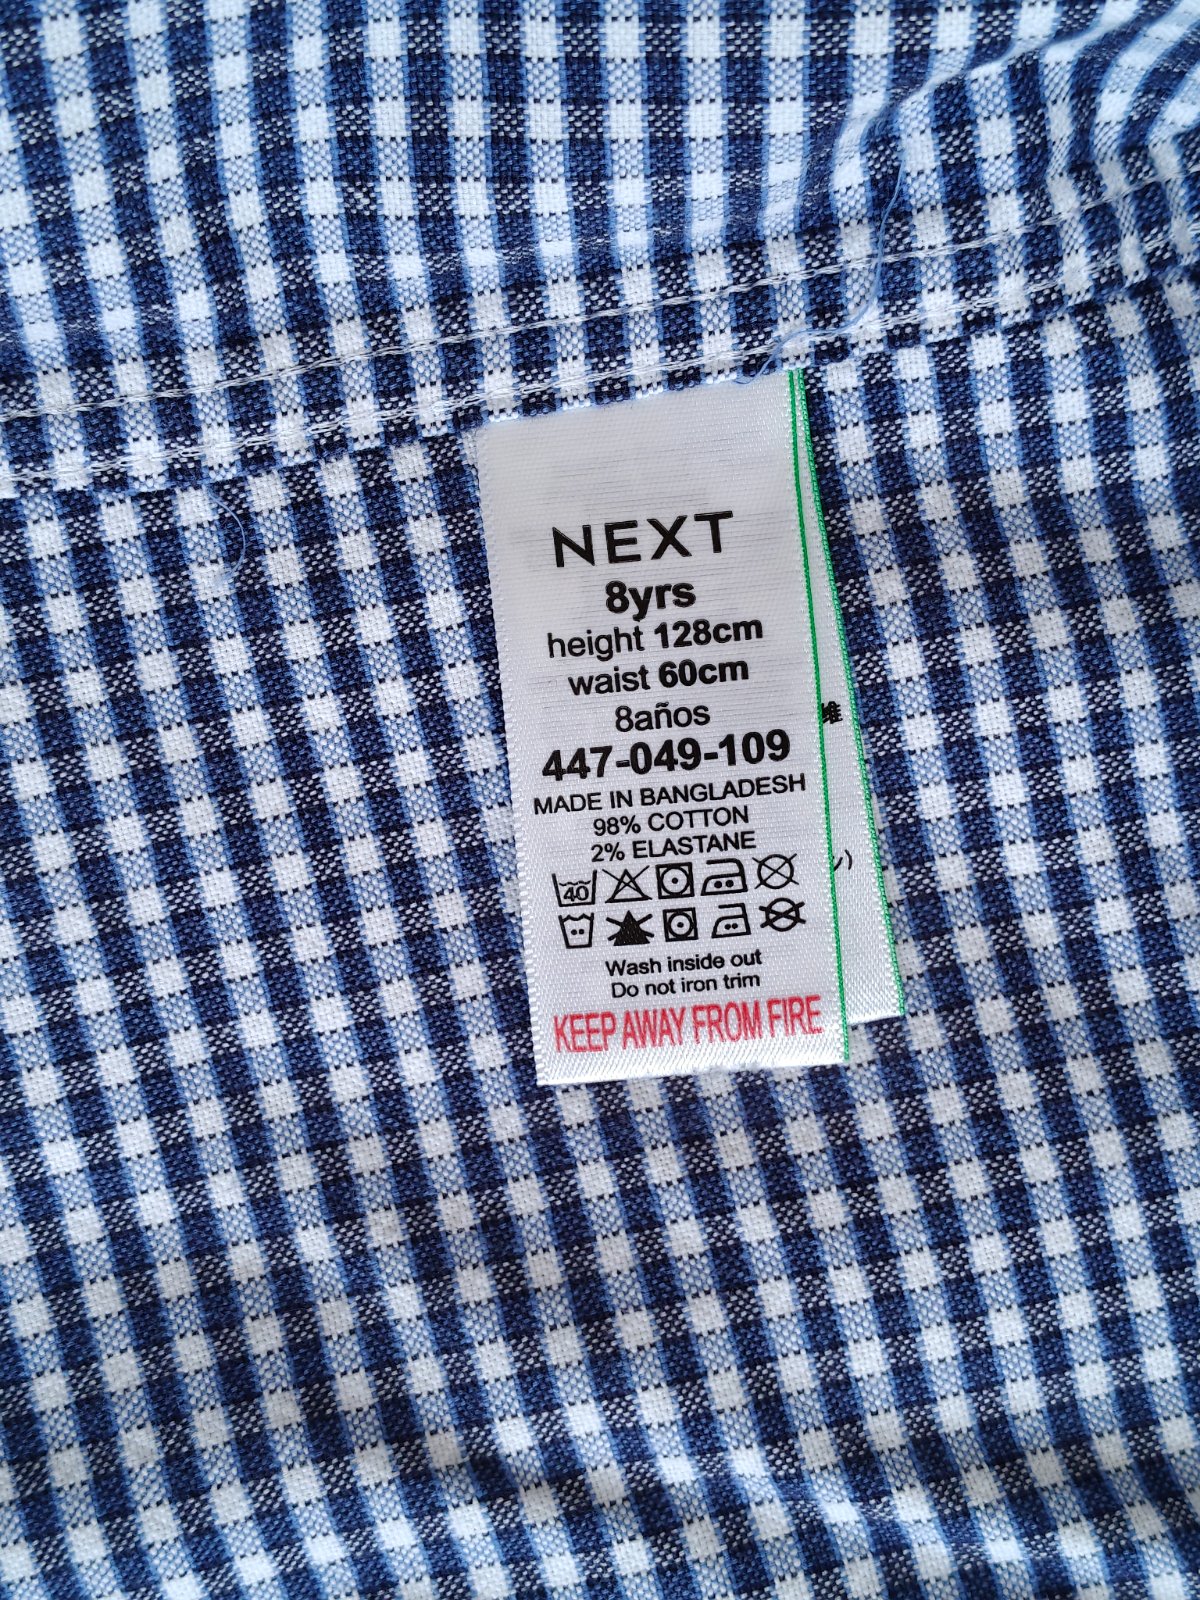 NEXT
8yrs
height 128cm
waist 60cm
8años
447-049-109
MADE IN BANGLADESH
98% COTTON
2% ELASTANE
40
Wash inside out
Do not iron trim
KEEP AWAY FROM FIRE